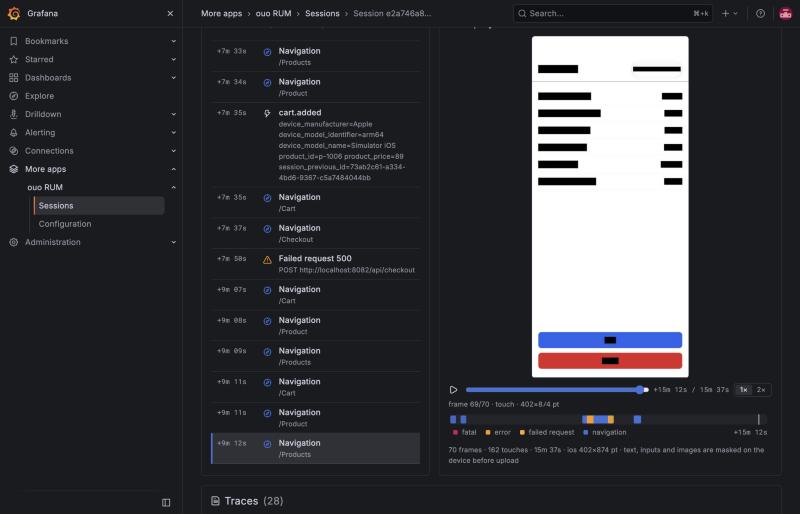 Grafana
More apps › ouo RUM › Sessions › Session e2a746a8...
Search...
⌘+k
Bookmarks
Starred
Dashboards
Explore
Drilldown
Alerting
Connections
More apps
ouo RUM
Sessions
Configuration
Administration
+7m 33s Navigation
/Products
+7m 34s Navigation
/Product
+7m 35s cart.added
device_manufacturer=Apple
device_model_identifier=arm64
device_model_name=Simulator iOS
product_id=p-1006 product_price=89
session_previous_id=73ab2c61-a334-
4bd6-9367-c5a7484044bb
+7m 35s Navigation
/Cart
+7m 37s Navigation
/Checkout
+7m 50s Failed request 500
POST http://localhost:8082/api/checkout
+9m 07s Navigation
/Cart
+9m 08s Navigation
/Product
+9m 09s Navigation
/Products
+9m 11s Navigation
/Cart
+9m 11s Navigation
/Product
+9m 12s Navigation
/Products
+15m 12s / 15m 37s 1× 2×
frame 69/70 · touch · 402×874 pt
fatal error failed request navigation +15m 12s
70 frames · 162 touches · 15m 37s · ios 402×874 pt · text, inputs and images are masked on the
device before upload
Traces (28)